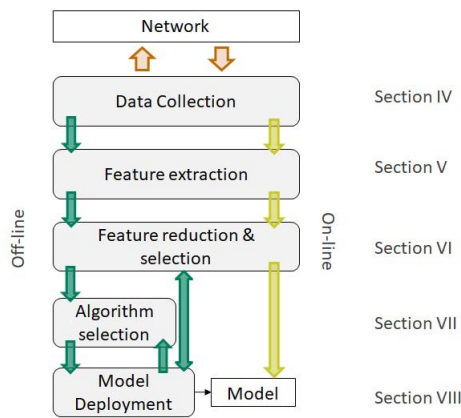 Network
Data Collection
Section IV
Feature extraction
Section V
Off-line
Feature reduction &
selection
On-line
Section VI
Algorithm
selection
Section VII
Model
Deployment
Model
Section VIII